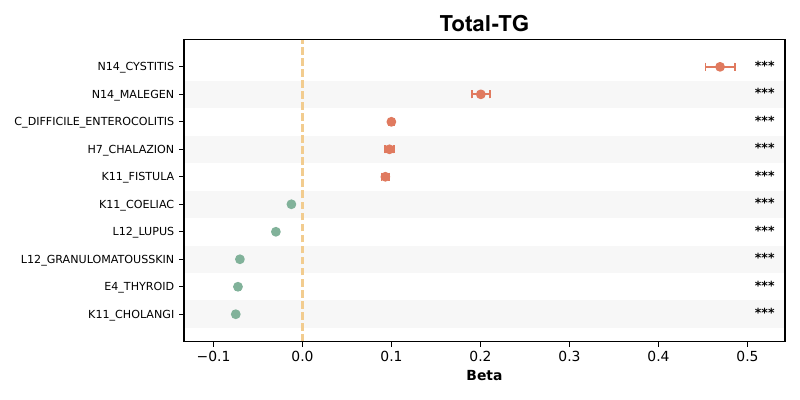 Total-TG
N14_CYSTITIS ***
N14_MALEGEN ***
C_DIFFICILE_ENTEROCOLITIS ***
H7_CHALAZION ***
K11_FISTULA ***
K11_COELIAC ***
L12_LUPUS ***
L12_GRANULOMATOUSSKIN ***
E4_THYROID ***
K11_CHOLANGI ***
−0.1 0.0 0.1 0.2 0.3 0.4 0.5
Beta